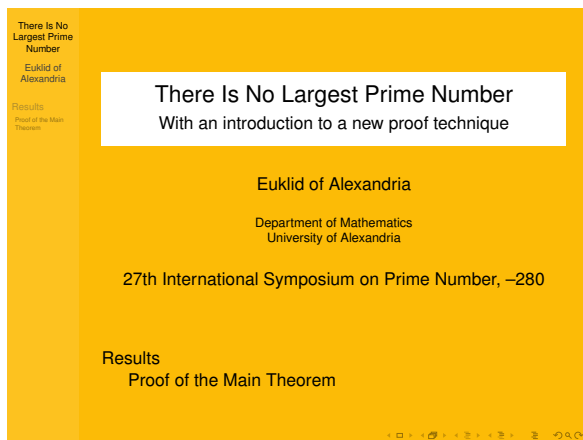 There Is No
Largest Prime
Number
Euklid of
Alexandria
Results
Proof of the Main
Theorem
There Is No Largest Prime Number
With an introduction to a new proof technique
Euklid of Alexandria
Department of Mathematics
University of Alexandria
27th International Symposium on Prime Number, –280
Results
Proof of the Main Theorem